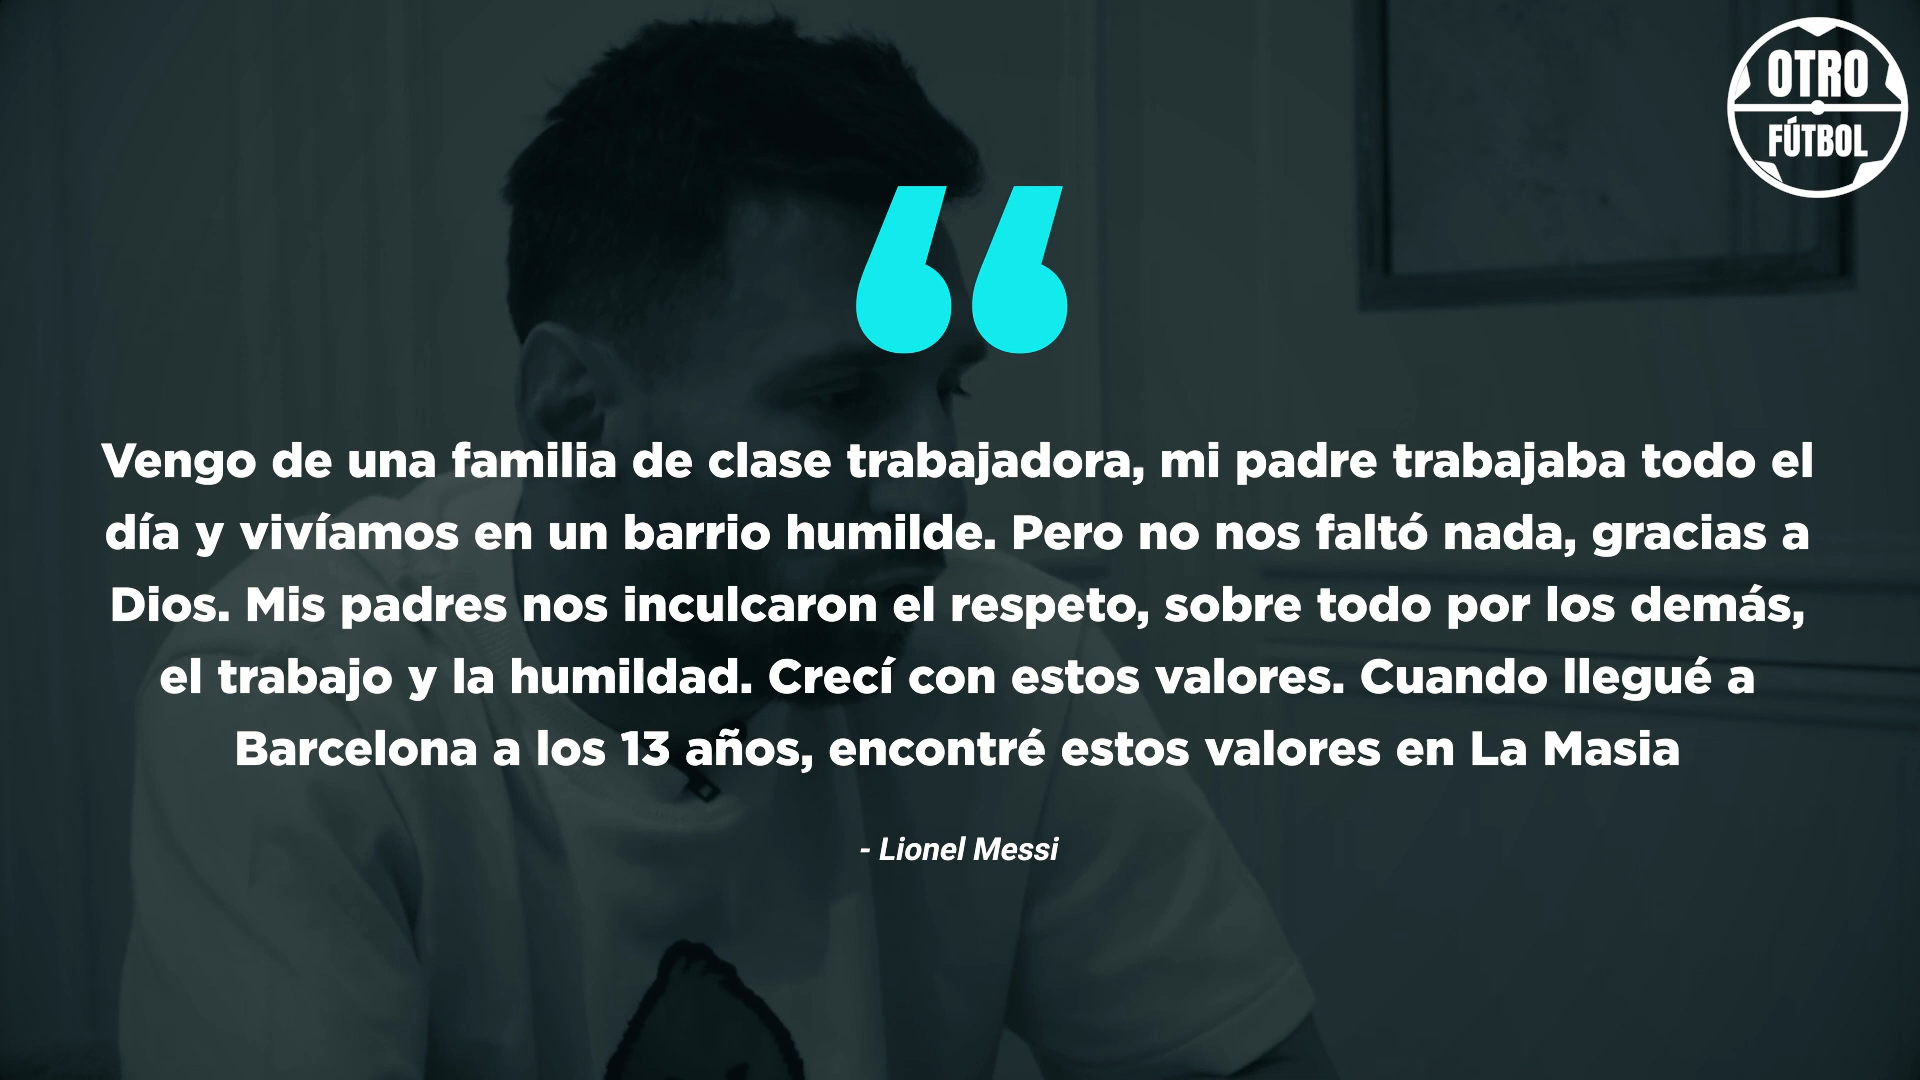 OTRO
FÚTBOL
“
Vengo de una familia de clase trabajadora, mi padre trabajaba todo el
día y vivíamos en un barrio humilde. Pero no nos faltó nada, gracias a
Dios. Mis padres nos inculcaron el respeto, sobre todo por los demás,
el trabajo y la humildad. Crecí con estos valores. Cuando llegué a
Barcelona a los 13 años, encontré estos valores en La Masia
- Lionel Messi